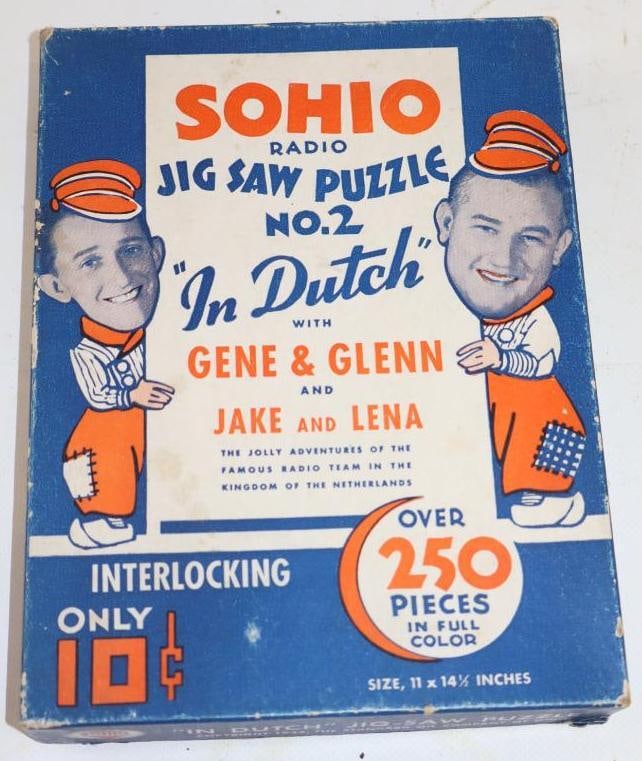 SOHIO
RADIO
JIG SAW PUZZLE
NO. 2
"In Dutch"
WITH
GENE & GLENN
AND
JAKE AND LENA
THE JOLLY ADVENTURES OF THE
FAMOUS RADIO TEAM IN THE
KINGDOM OF THE NETHERLANDS
OVER
250
PIECES
IN FULL
COLOR
INTERLOCKING
ONLY
10¢
SIZE, 11 x 14½ INCHES
SOHIO
"IN DUTCH" JIG-SAW PUZZLE